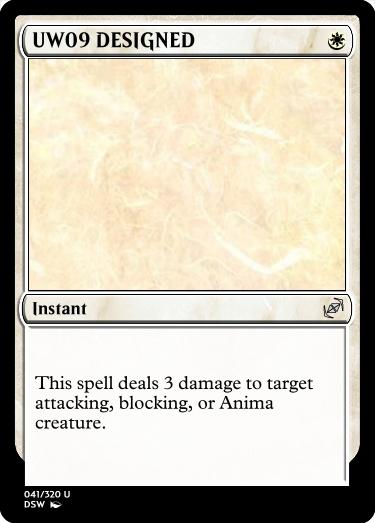 UW09 DESIGNED
Instant
This spell deals 3 damage to target
attacking, blocking, or Anima
creature.
041/320 U
DSW